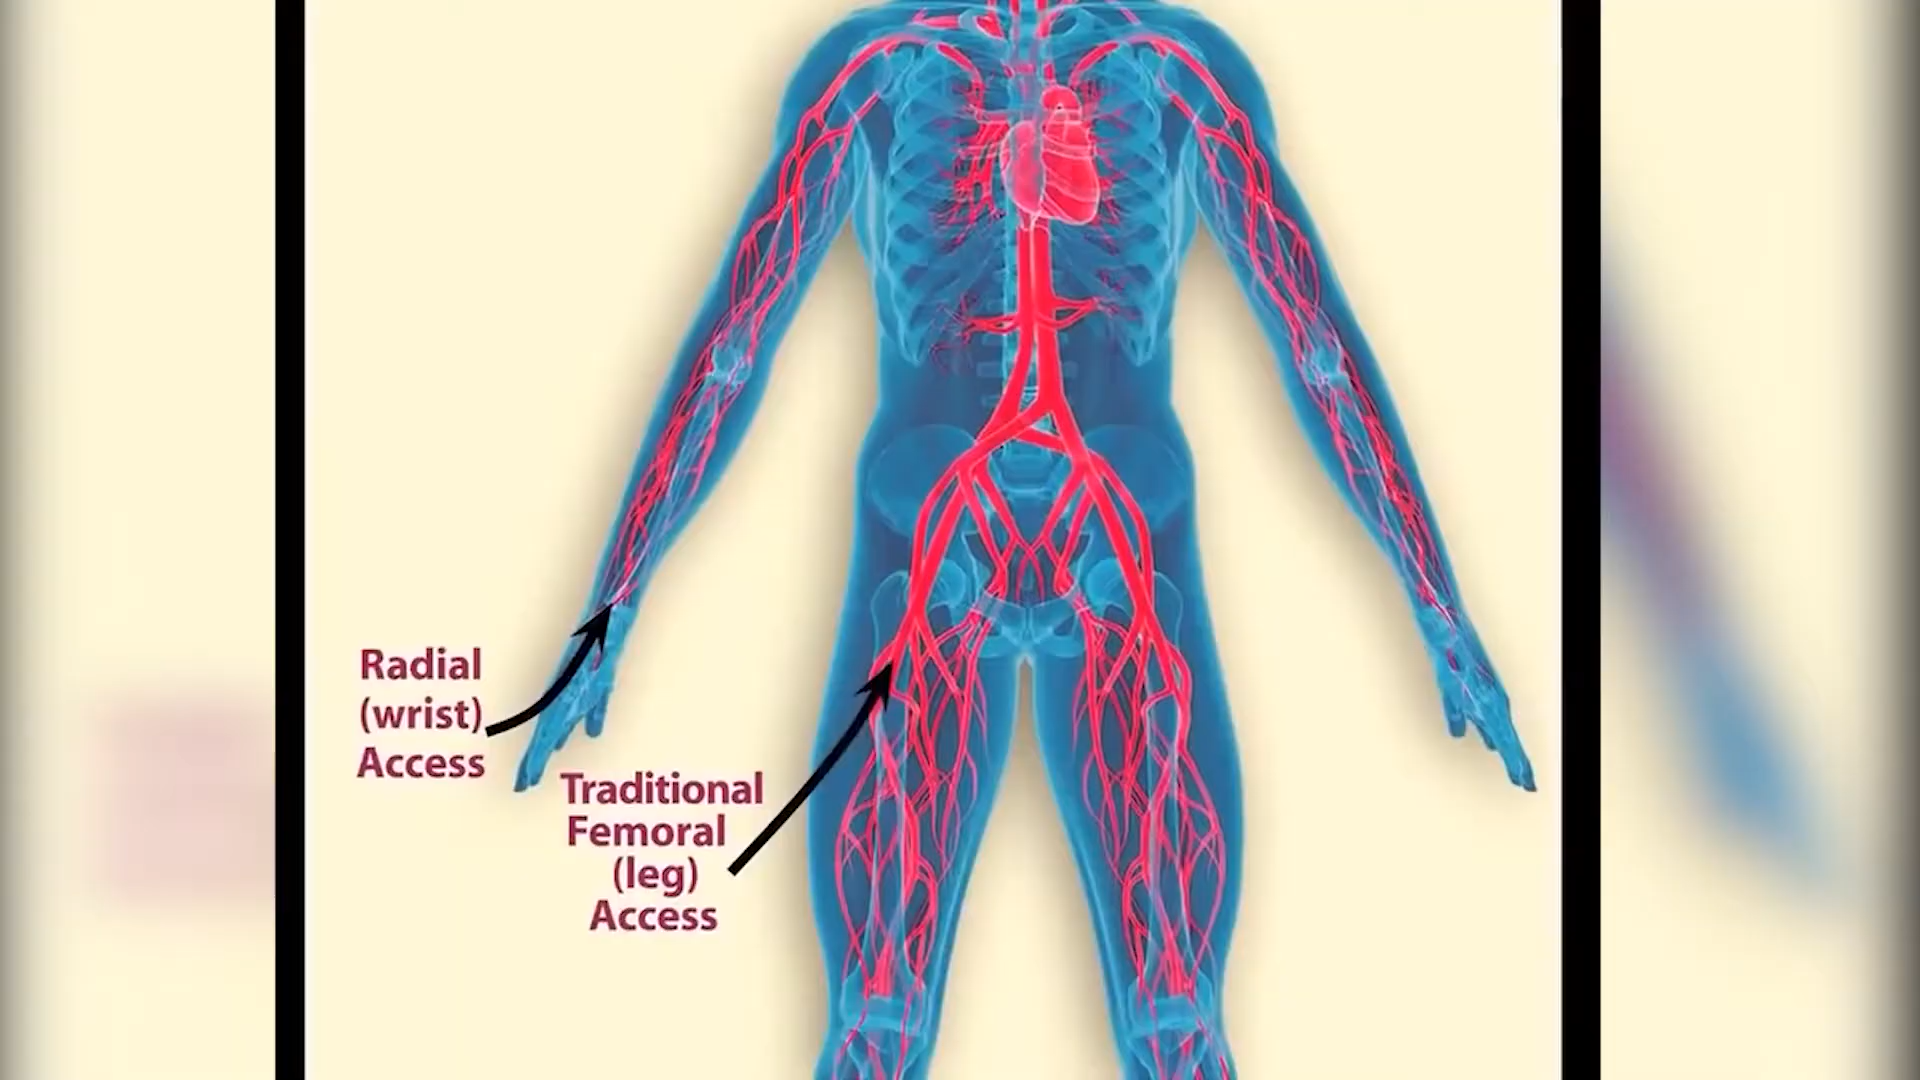 Radial
(wrist)
Access
Traditional
Femoral
(leg)
Access